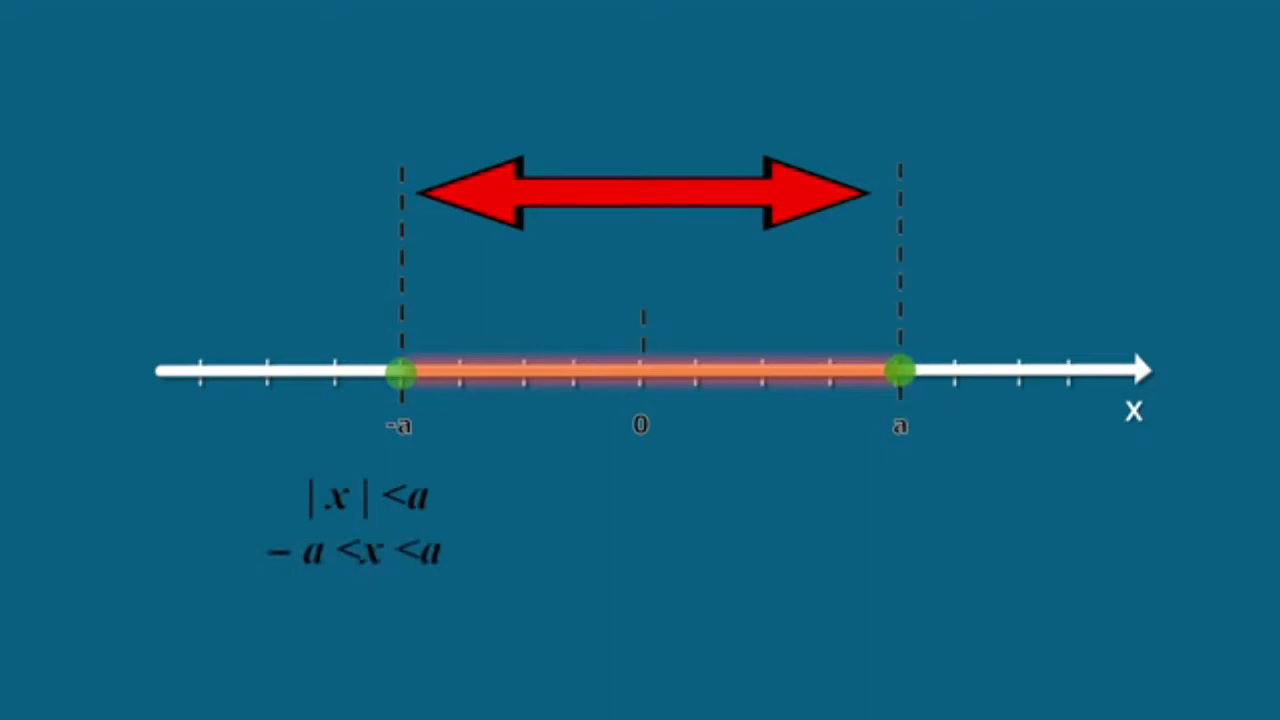 -a 0 a
x
| x | <a
– a <x <a